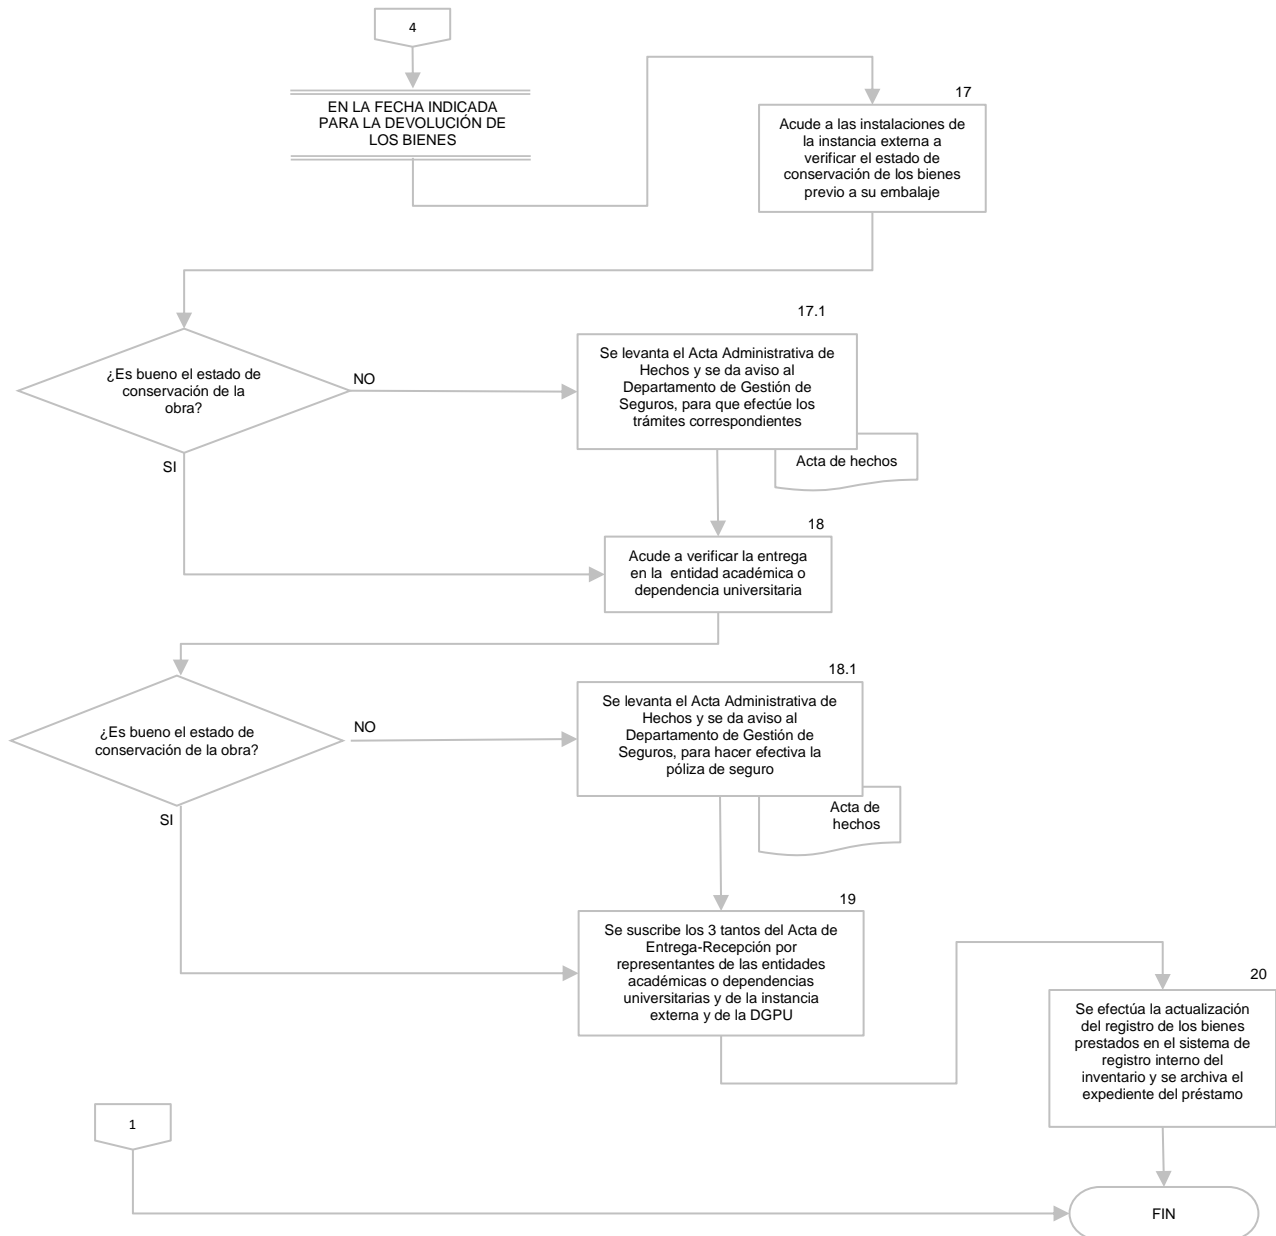 4
EN LA FECHA INDICADA
PARA LA DEVOLUCIÓN DE
LOS BIENES
17
Acude a las instalaciones de
la instancia externa a
verificar el estado de
conservación de los bienes
previo a su embalaje
¿Es bueno el estado de
conservación de la
obra?
NO
SI
17.1
Se levanta el Acta Administrativa de
Hechos y se da aviso al
Departamento de Gestión de
Seguros, para que efectúe los
trámites correspondientes
Acta de hechos
18
Acude a verificar la entrega
en la entidad académica o
dependencia universitaria
¿Es bueno el estado de
conservación de la obra?
NO
SI
18.1
Se levanta el Acta Administrativa de
Hechos y se da aviso al
Departamento de Gestión de
Seguros, para hacer efectiva la
póliza de seguro
Acta de
hechos
19
Se suscribe los 3 tantos del Acta de
Entrega-Recepción por
representantes de las entidades
académicas o dependencias
universitarias y de la instancia
externa y de la DGPU
20
Se efectúa la actualización
del registro de los bienes
prestados en el sistema de
registro interno del
inventario y se archiva el
expediente del préstamo
1
FIN